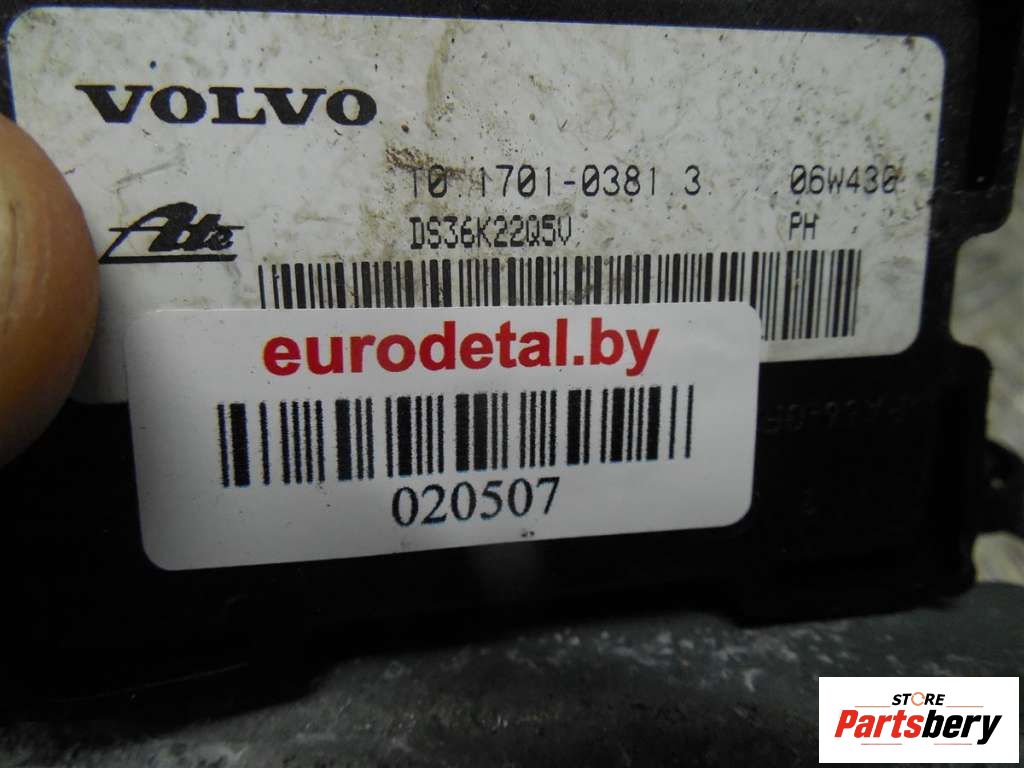 VOLVO
10 1701-0381 3 06W430
Ate DS36K22Q5V PH
eurodetal.by
020507
STORE
Partsbery